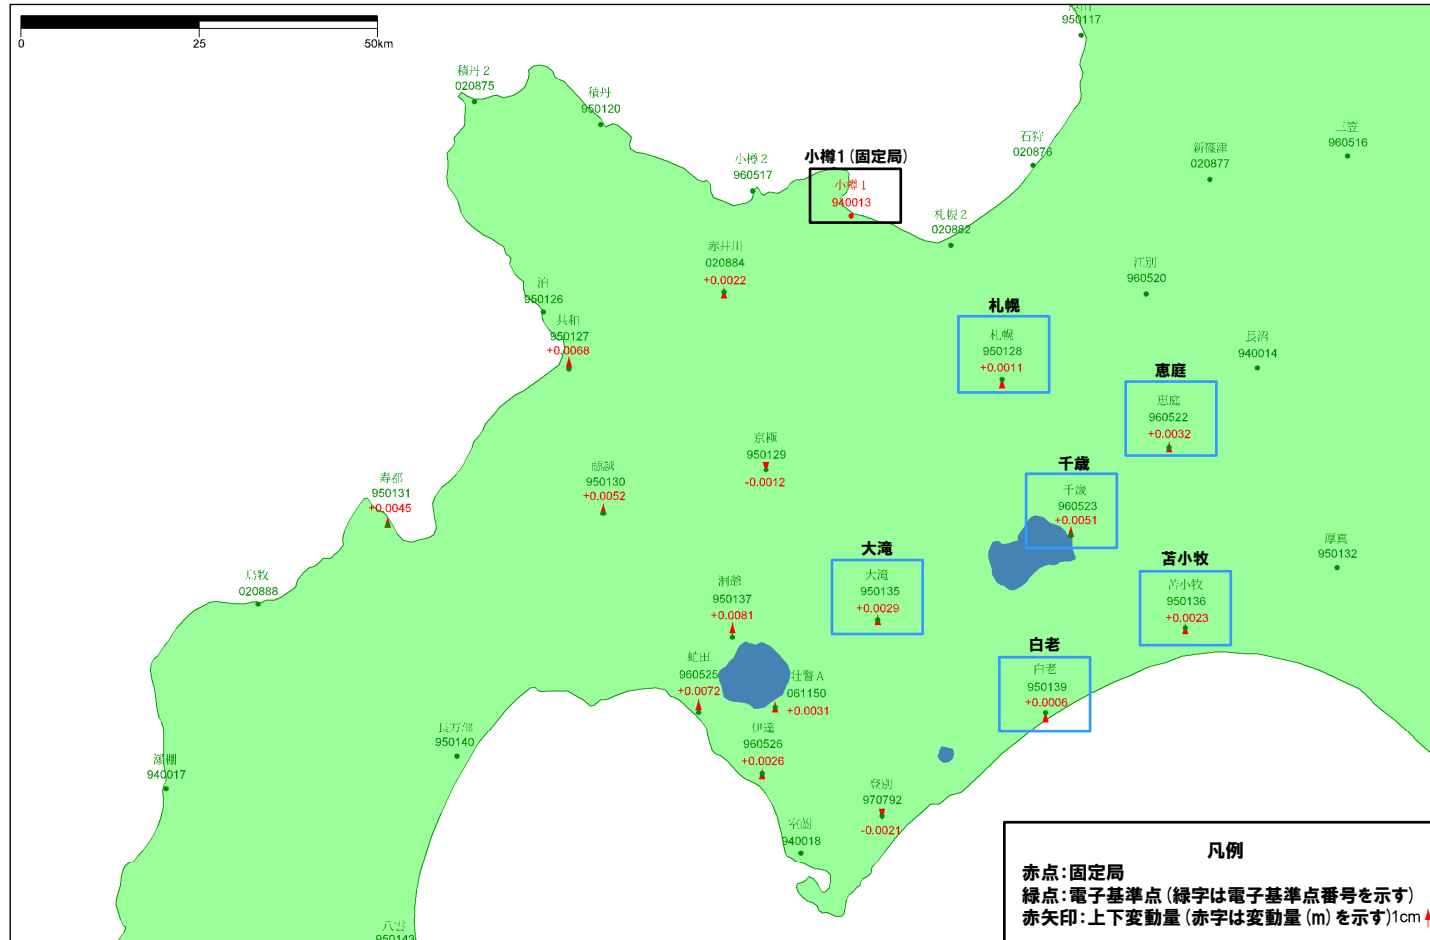 0
25
50km
950117
積丹２
020875
積丹
950120
小樽２
960517
小樽1(固定局)
小樽１
940013
石狩
020876
新篠津
020877
三笠
960516
札幌２
020882
赤井川
020884
+0.0022
江別
960520
泊
950126
共和
950127
+0.0068
札幌
札幌
950128
+0.0011
長沼
940014
恵庭
恵庭
960522
+0.0032
京極
950129
-0.0012
蘭越
950130
+0.0052
寿都
950131
+0.0045
千歳
千歳
960523
+0.0051
厚真
950132
大滝
大滝
950135
+0.0029
苫小牧
苫小牧
950136
+0.0023
島牧
020888
洞爺
950137
+0.0081
白老
白老
950139
+0.0006
虻田
960525
+0.0072
壮瞥Ａ
061150
+0.0031
伊達
960526
+0.0026
長万部
950140
瀬棚
940017
登別
970792
-0.0021
室蘭
940018
八雲
950143
凡例
赤点:固定局
緑点:電子基準点(緑字は電子基準点番号を示す)
赤矢印:上下変動量(赤字は変動量(m)を示す)1cm